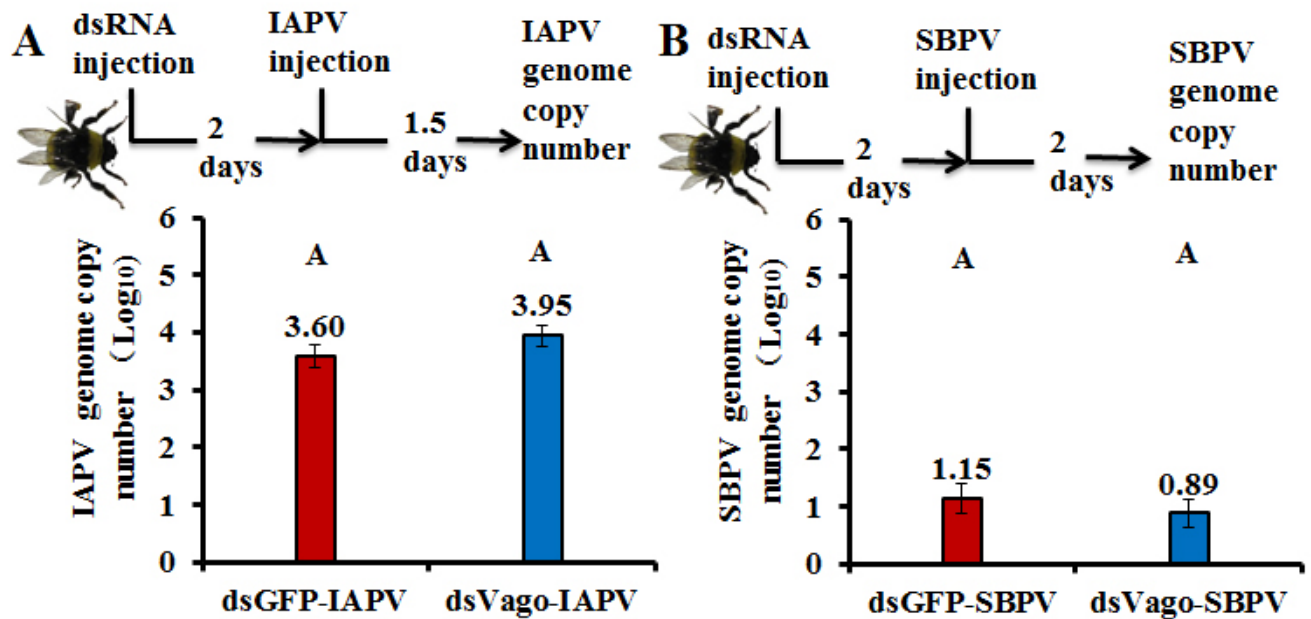 A
dsRNA
injection
IAPV
injection
IAPV
genome
copy
number
2
days
1.5
days
IAPV genome copy
number (Log10)
6
5
4
3
2
1
0
A
3.60
A
3.95
dsGFP-IAPV
dsVago-IAPV
B
dsRNA
injection
SBPV
injection
SBPV
genome
copy
number
2
days
2
days
SBPV genome copy
number (Log10)
6
5
4
3
2
1
0
A
1.15
A
0.89
dsGFP-SBPV
dsVago-SBPV